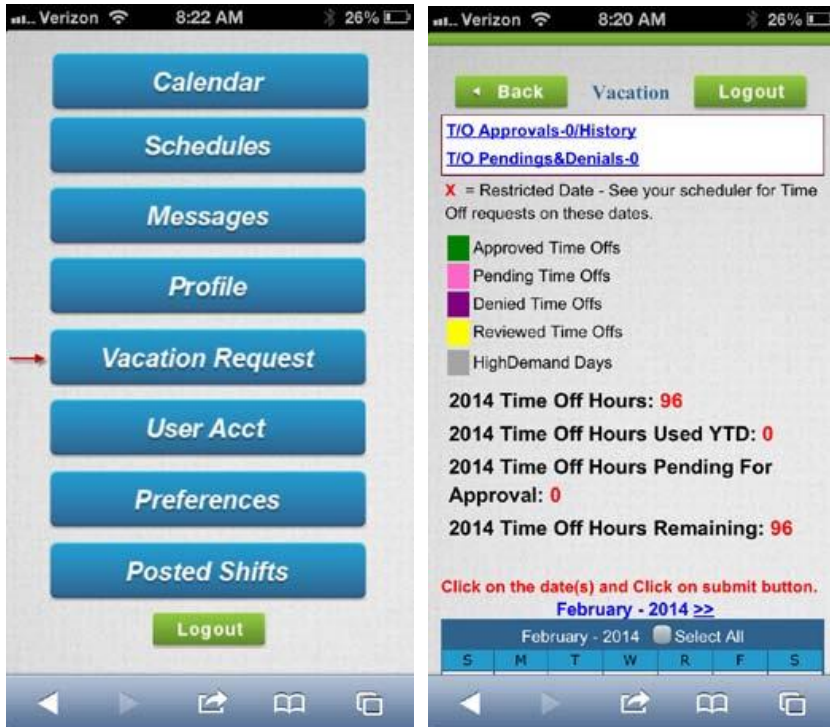 Verizon 8:22 AM 26%
Calendar
Schedules
Messages
Profile
Vacation Request
User Acct
Preferences
Posted Shifts
Logout
Verizon 8:20 AM 26%
Back Vacation Logout
T/O Approvals-0/History
T/O Pendings&Denials-0
X = Restricted Date - See your scheduler for Time
Off requests on these dates.
Approved Time Offs
Pending Time Offs
Denied Time Offs
Reviewed Time Offs
HighDemand Days
2014 Time Off Hours: 96
2014 Time Off Hours Used YTD: 0
2014 Time Off Hours Pending For
Approval: 0
2014 Time Off Hours Remaining: 96
Click on the date(s) and Click on submit button.
February - 2014 >>
February - 2014 Select All
S M T W R F S